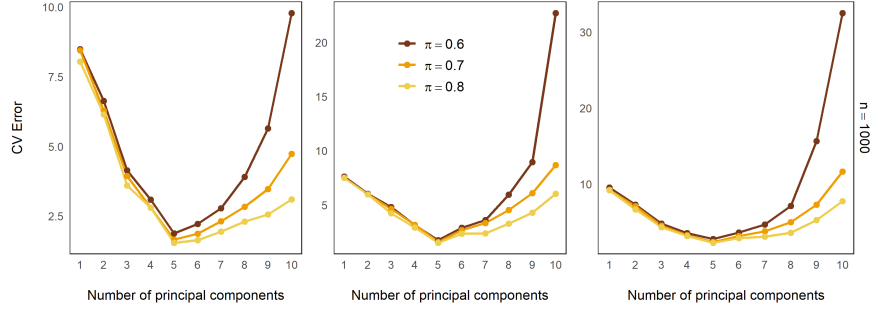 CV Error
10.0
7.5
5.0
2.5
1 2 3 4 5 6 7 8 9 10
Number of principal components
20
15
10
5
π = 0.6
π = 0.7
π = 0.8
1 2 3 4 5 6 7 8 9 10
Number of principal components
30
20
10
1 2 3 4 5 6 7 8 9 10
Number of principal components
n = 1000